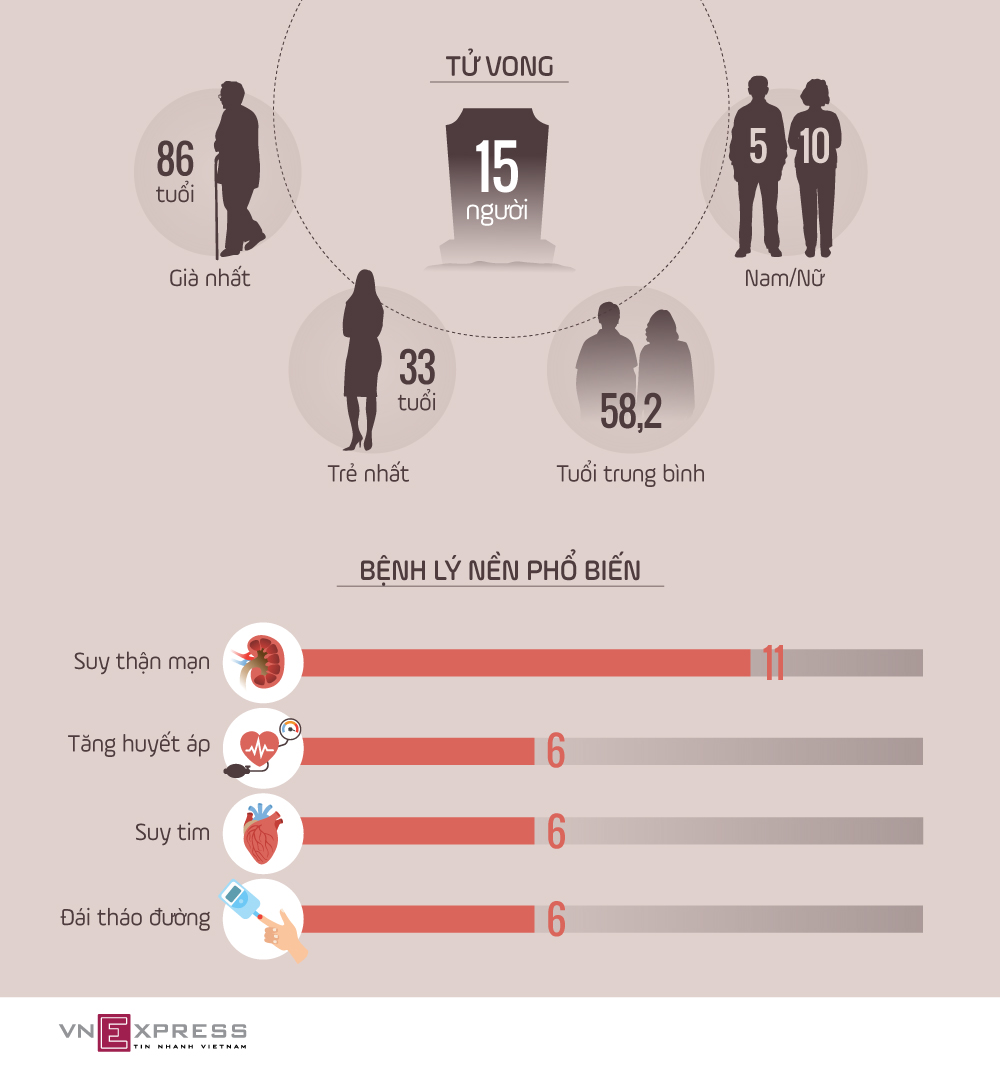 TỬ VONG
86
tuổi
15
người
5 10
Già nhất
Nam/Nữ
33
tuổi
58,2
Trẻ nhất
Tuổi trung bình
BỆNH LÝ NỀN PHỔ BIẾN
Suy thận mạn 11
Tăng huyết áp 6
Suy tim 6
Đái tháo đường 6
VNEXPRESS
TIN NHANH VIETNAM